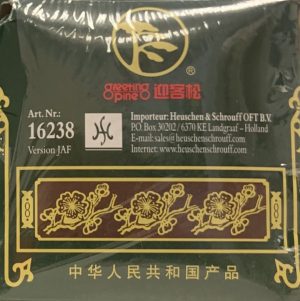 ®
greeting pine 迎客松
Art. Nr.:
16238
Version JAF
Importeur: Heuschen & Schrouff OFT B.V.
P.O. Box 30202 / 6370 KE Landgraaf – Holland
E-mail: sales@heuschenschrouff.com
Internet: www.heuschenschrouff.com
中华人民共和国产品